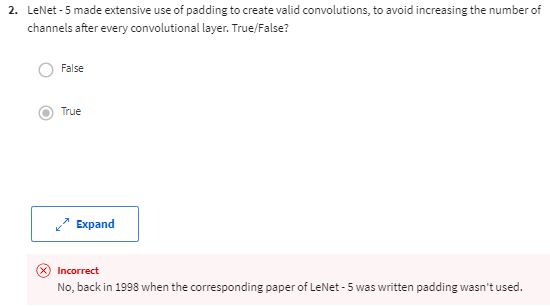 2. LeNet - 5 made extensive use of padding to create valid convolutions, to avoid increasing the number of
channels after every convolutional layer. True/False?
False
True
Expand
Incorrect
No, back in 1998 when the corresponding paper of LeNet - 5 was written padding wasn't used.